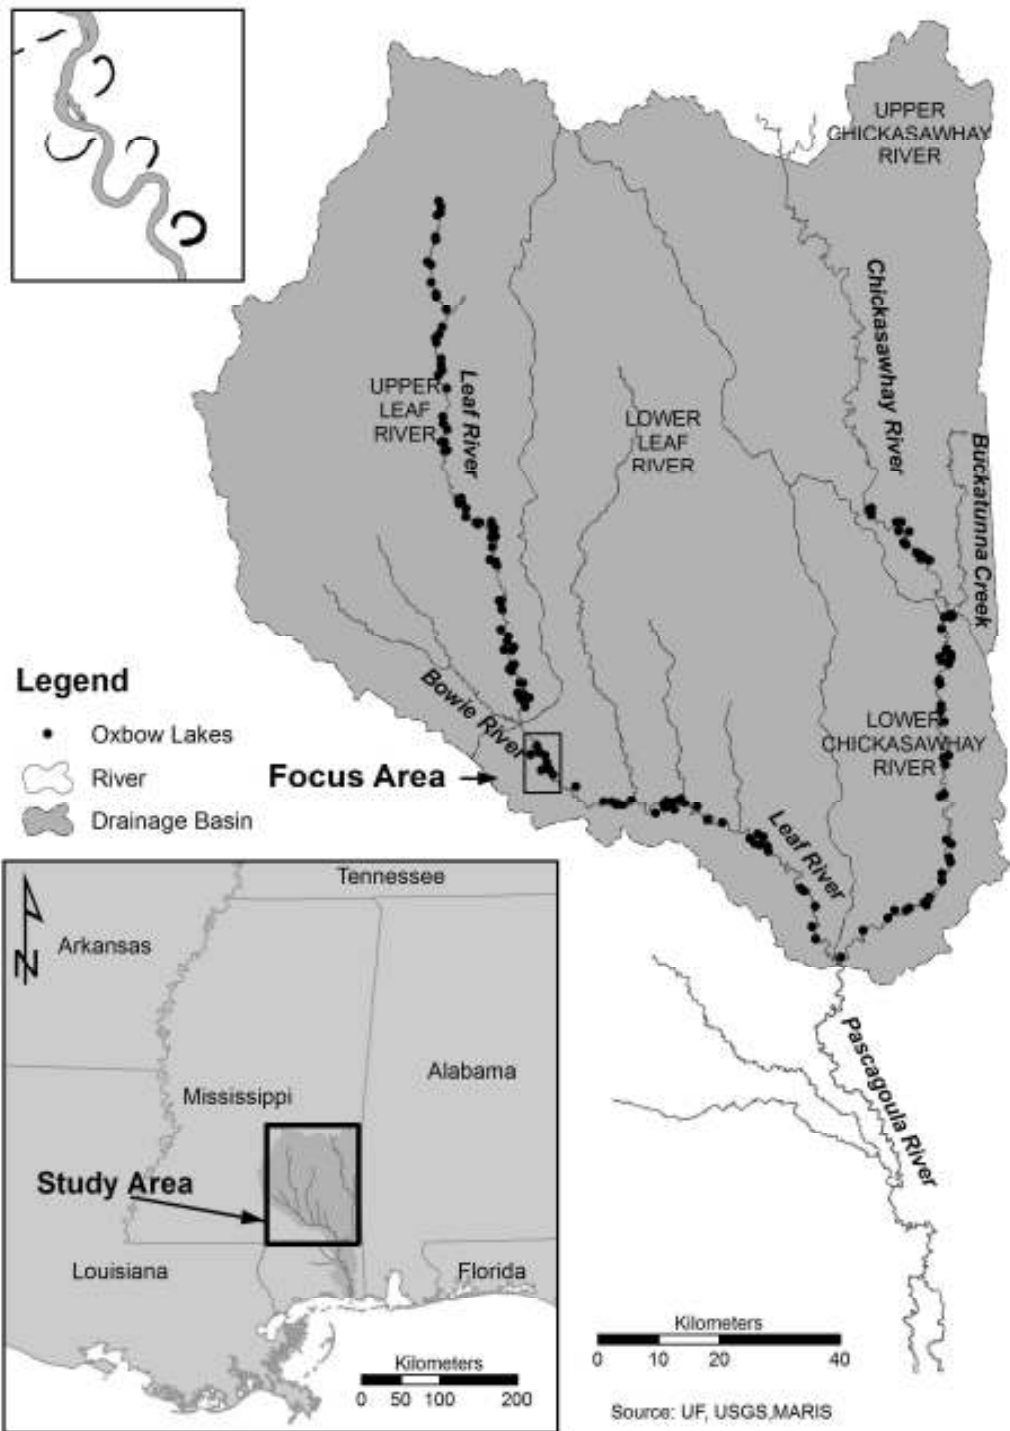 UPPER
CHICKASAWHAY
RIVER
Chickasawhay River
UPPER
LEAF
RIVER
Leaf River
LOWER
LEAF
RIVER
Buckatunna Creek
Legend
Oxbow Lakes
River
Drainage Basin
Bowie River
Focus Area
LOWER
CHICKASAWHAY
RIVER
Leaf River
Pascagoula River
N
Tennessee
Arkansas
Mississippi
Alabama
Study Area
Louisiana
Florida
Kilometers
0 50 100 200
Kilometers
0 10 20 40
Source: UF, USGS,MARIS